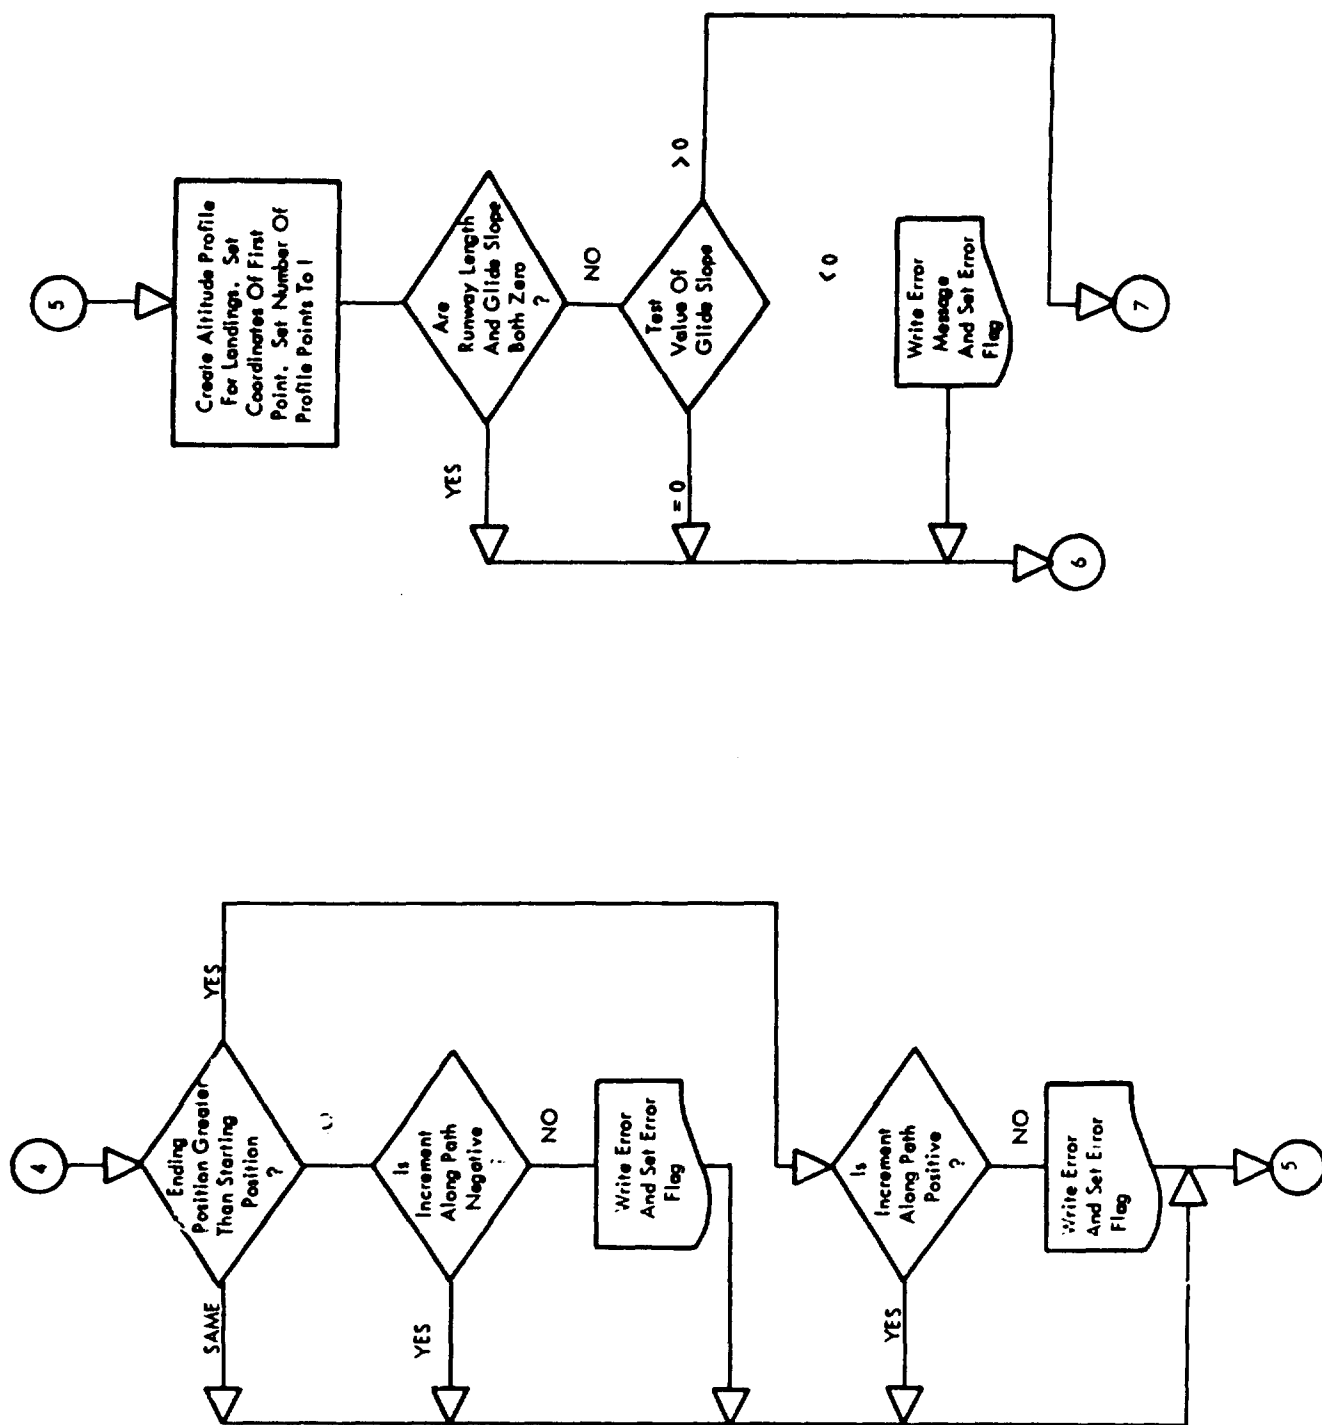 4
Ending
Position Greater
Than Starting
Position
?
YES
SAME
Is
Increment
Along Path
Negative
YES
NO
Write Error
And Set Error
Flag
Is
Increment
Along Path
Positive
?
YES
NO
Write Error
And Set Error
Flag
5
5
Create Altitude Profile
For Landings. Set
Coordinates Of First
Point. Set Number Of
Profile Points To 1
Are
Runway Length
And Glide Slope
Both Zero
?
YES
NO
Test
Value Of
Glide Slope
= 0
> 0
< 0
Write Error
Message
And Set Error
Flag
6
7